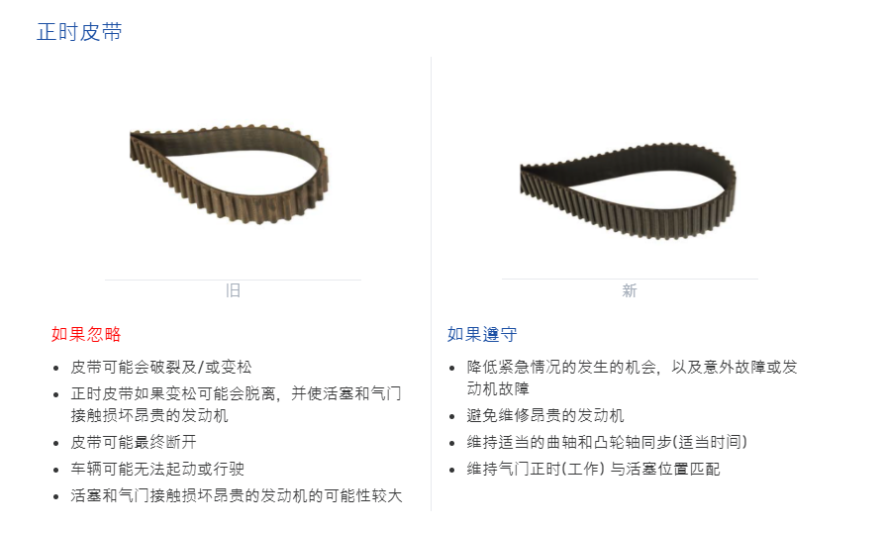 正时皮带
旧
如果忽略
• 皮带可能会破裂及/或变松
• 正时皮带如果变松可能会脱离，并使活塞和气门
接触损坏昂贵的发动机
• 皮带可能最终断开
• 车辆可能无法起动或行驶
• 活塞和气门接触损坏昂贵的发动机的可能性较大
新
如果遵守
• 降低紧急情况的发生的机会，以及意外故障或发
动机故障
• 避免维修昂贵的发动机
• 维持适当的曲轴和凸轮轴同步(适当时间)
• 维持气门正时(工作) 与活塞位置匹配